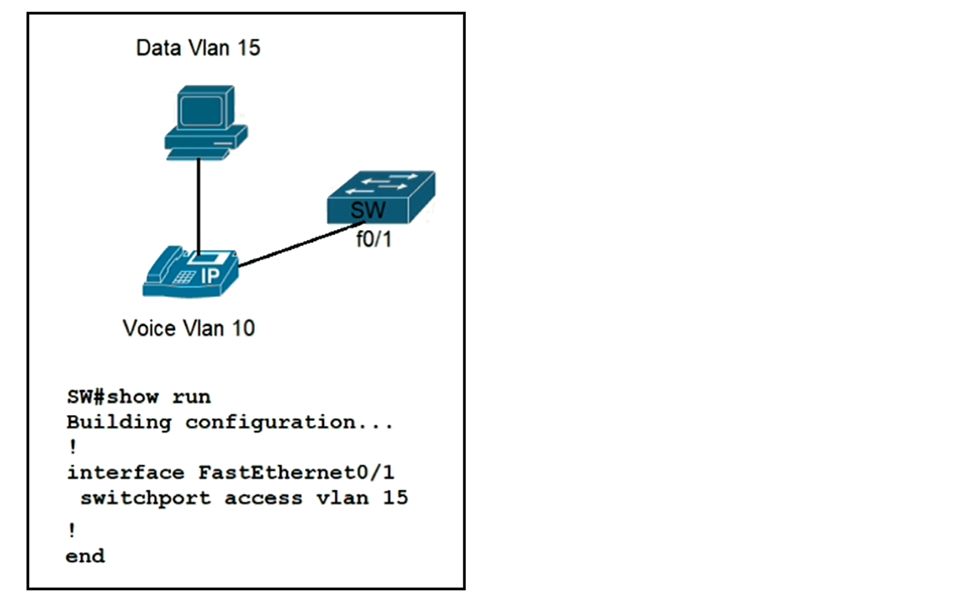 Data Vlan 15
SW
f0/1
IP
Voice Vlan 10
SW#show run
Building configuration...
!
interface FastEthernet0/1
 switchport access vlan 15
!
end